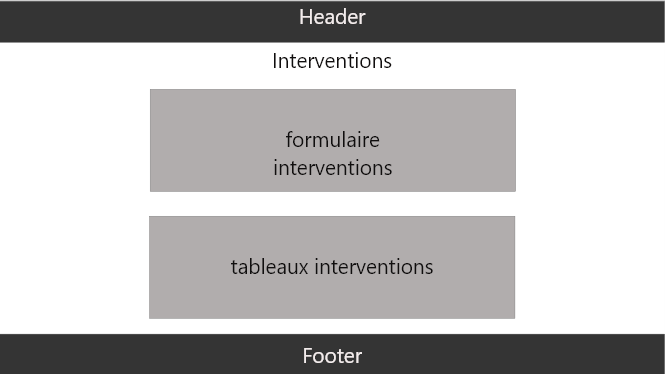 Header
Interventions
formulaire
interventions
tableaux interventions
Footer